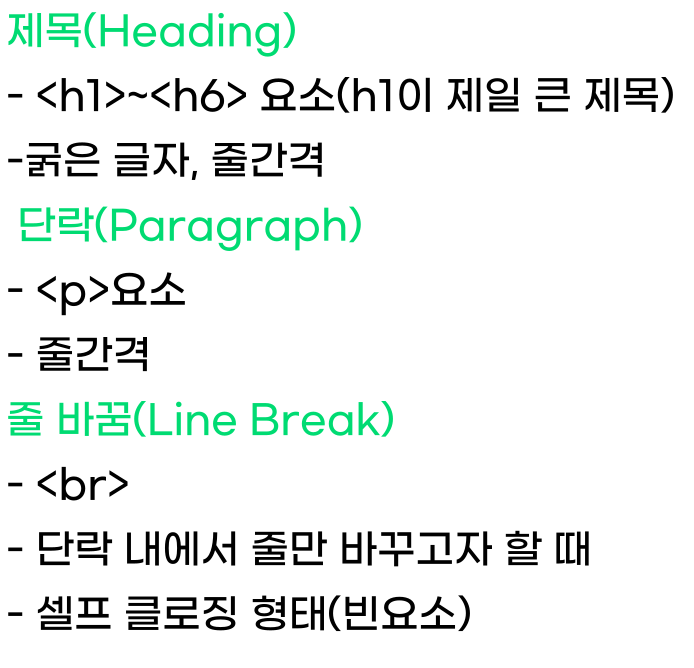 제목(Heading)
- <h1>~<h6> 요소(h1이 제일 큰 제목)
-굵은 글자, 줄간격
단락(Paragraph)
- <p>요소
- 줄간격
줄 바꿈(Line Break)
- <br>
- 단락 내에서 줄만 바꾸고자 할 때
- 셀프 클로징 형태(빈요소)